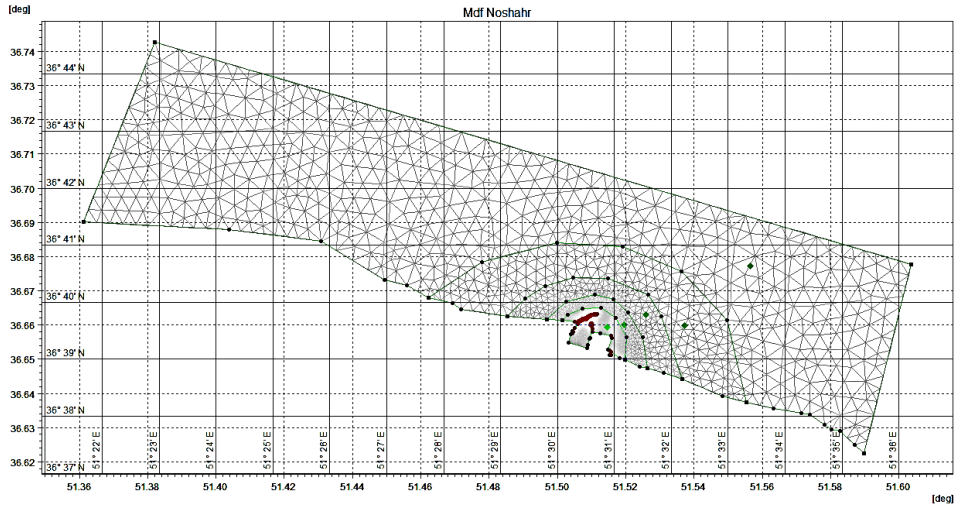 [deg]
Mdf Noshahr
36.74
36° 44' N
36.73
36° 43' N
36.72
36.71
36.70
36° 42' N
36.69
36° 41' N
36.68
36.67
36° 40' N
36.66
36° 39' N
36.65
36.64
36° 38' N
36.63
36.62
36° 37' N
51° 22' E
51° 23' E
51° 24' E
51° 25' E
51° 26' E
51° 27' E
51° 28' E
51° 29' E
51° 30' E
51° 31' E
51° 32' E
51° 33' E
51° 34' E
51° 35' E
51° 36' E
51.36
51.38
51.40
51.42
51.44
51.46
51.48
51.50
51.52
51.54
51.56
51.58
51.60
[deg]